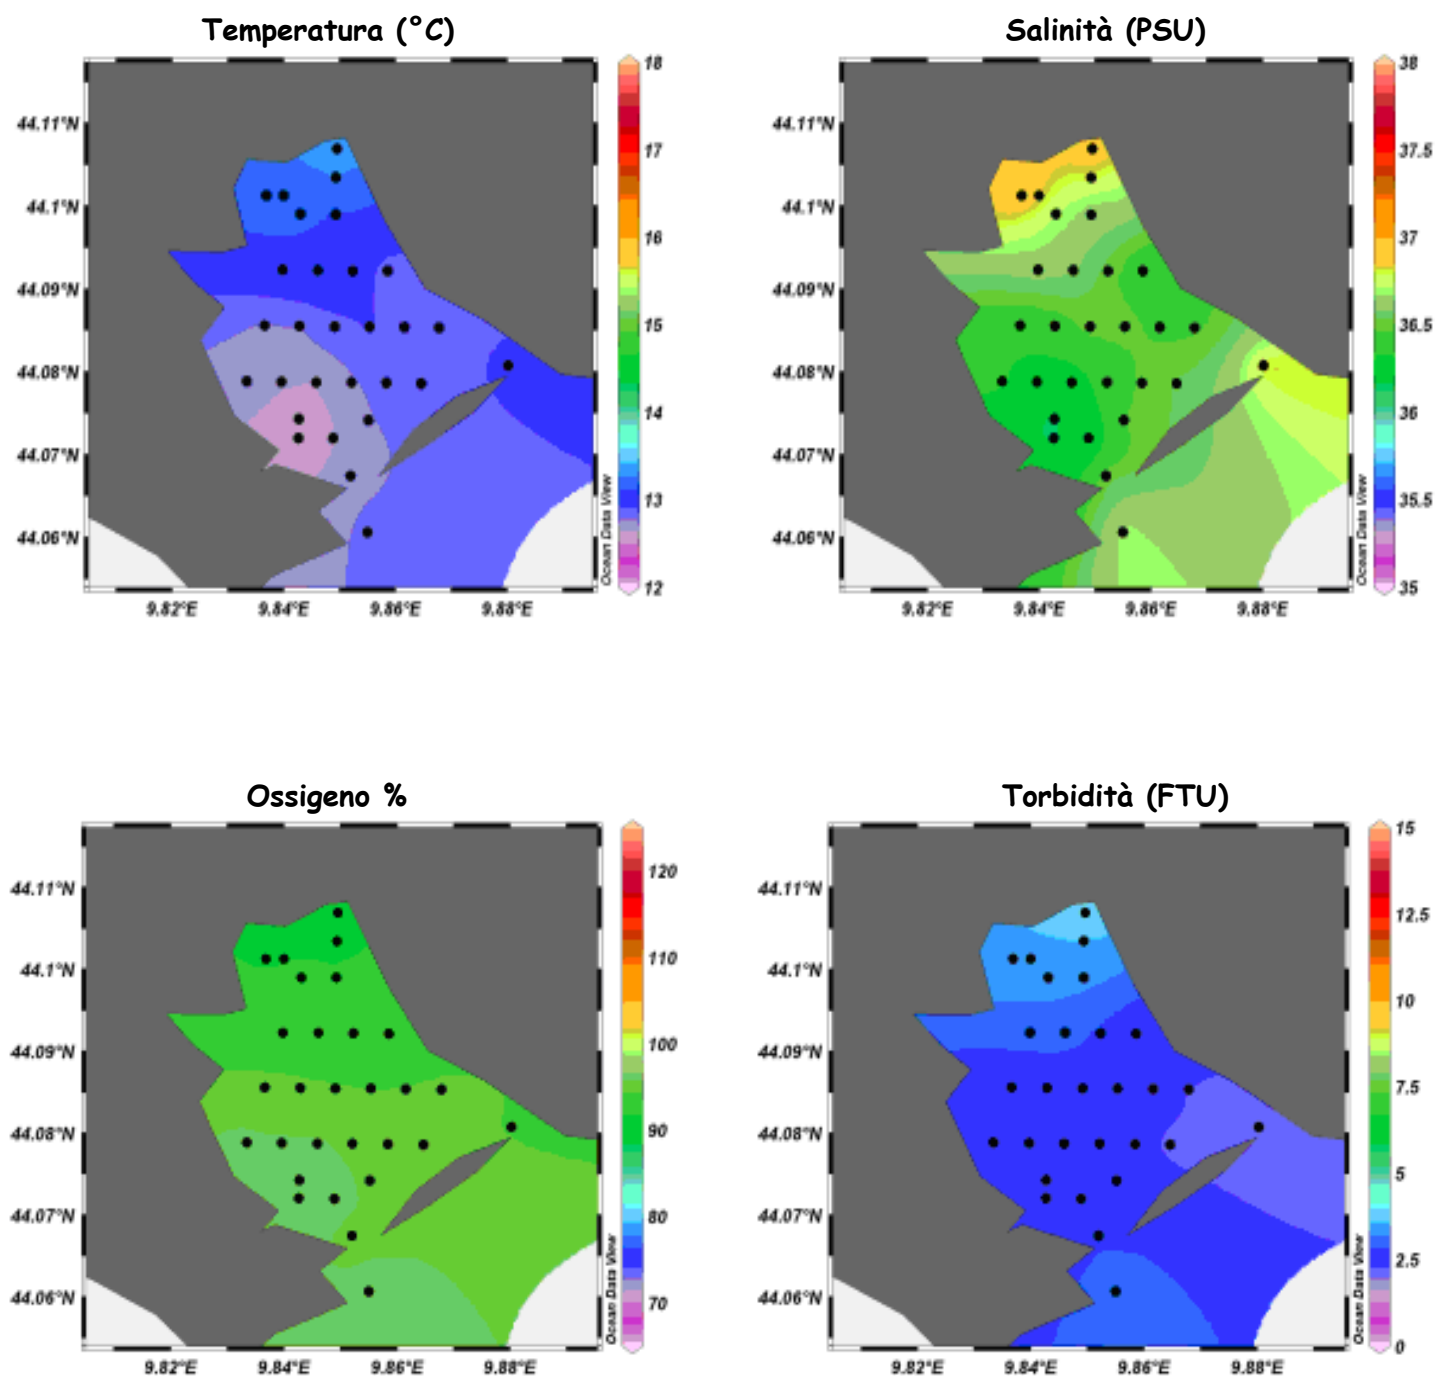 Temperatura (°C)
18
17
16
15
14
13
12
44.11°N
44.1°N
44.09°N
44.08°N
44.07°N
44.06°N
9.82°E 9.84°E 9.86°E 9.88°E
Ocean Data View
Salinità (PSU)
38
37.5
37
36.5
36
35.5
35
44.11°N
44.1°N
44.09°N
44.08°N
44.07°N
44.06°N
9.82°E 9.84°E 9.86°E 9.88°E
Ocean Data View
Ossigeno %
120
110
100
90
80
70
44.11°N
44.1°N
44.09°N
44.08°N
44.07°N
44.06°N
9.82°E 9.84°E 9.86°E 9.88°E
Ocean Data View
Torbidità (FTU)
15
12.5
10
7.5
5
2.5
0
44.11°N
44.1°N
44.09°N
44.08°N
44.07°N
44.06°N
9.82°E 9.84°E 9.86°E 9.88°E
Ocean Data View